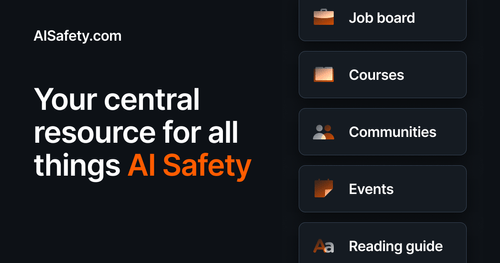 AISafety.com
Your central
resource for all
things AI Safety
Job board
Courses
Communities
Events
Aa
Reading guide